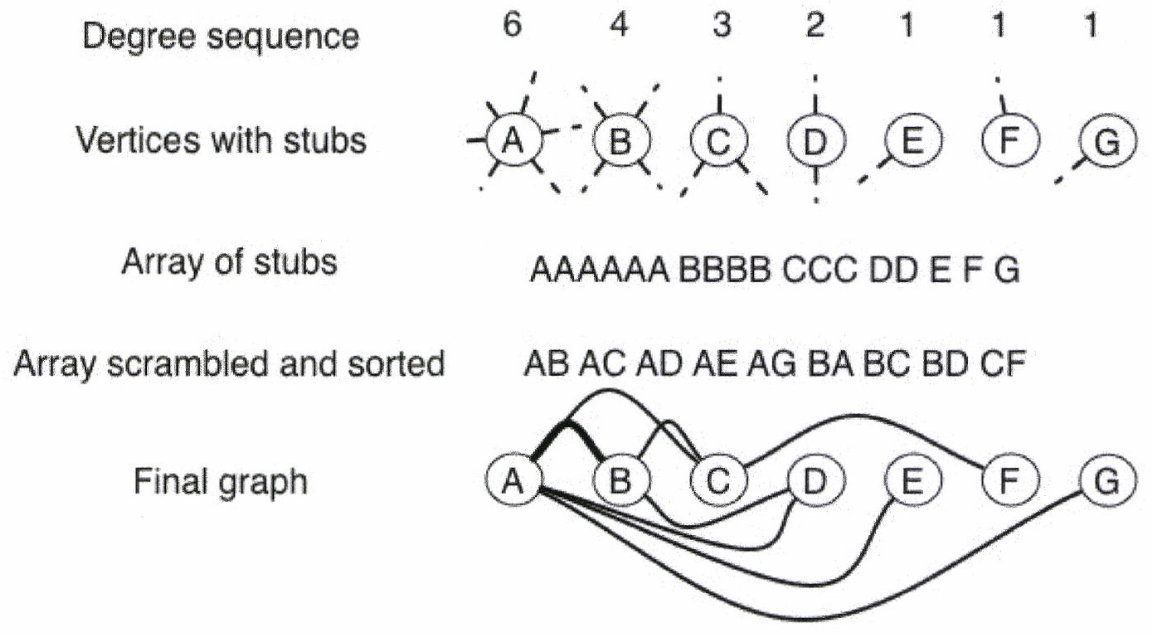 Degree sequence 6 4 3 2 1 1 1
Vertices with stubs A B C D E F G
Array of stubs AAAAAA BBBB CCC DD E F G
Array scrambled and sorted AB AC AD AE AG BA BC BD CF
Final graph A B C D E F G